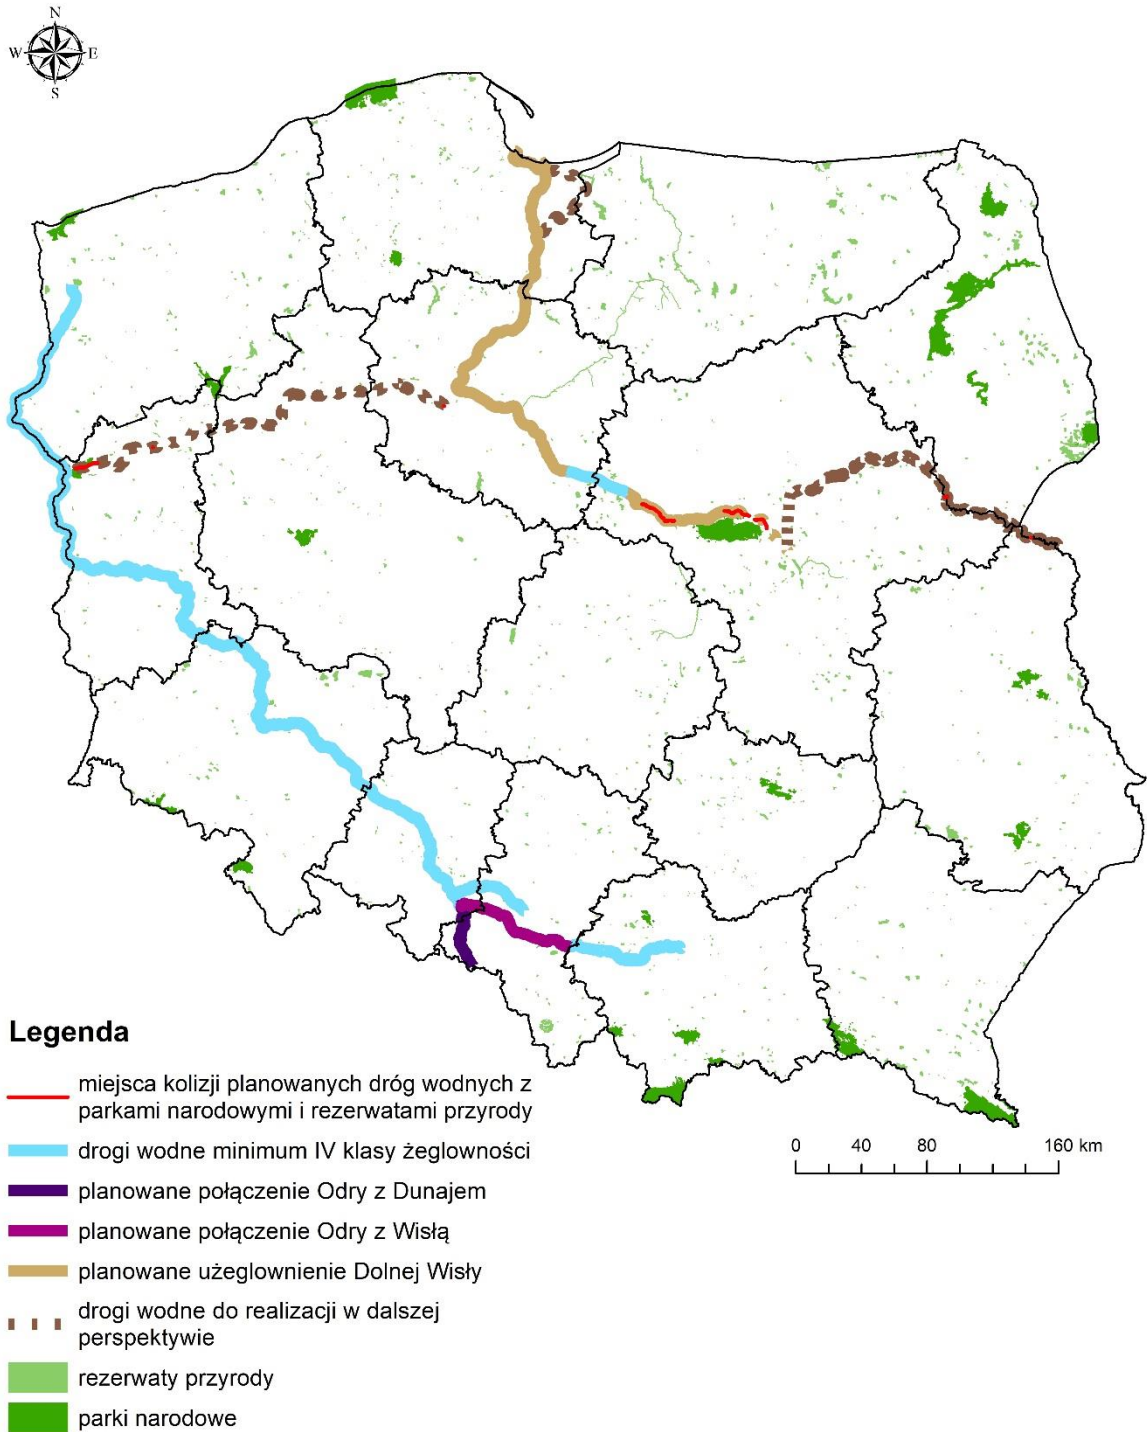 N
W E
S
Legenda
miejsca kolizji planowanych dróg wodnych z
parkami narodowymi i rezerwatami przyrody
drogi wodne minimum IV klasy żeglowności
planowane połączenie Odry z Dunajem
planowane połączenie Odry z Wisłą
planowane użeglownienie Dolnej Wisły
drogi wodne do realizacji w dalszej
perspektywie
rezerwaty przyrody
parki narodowe
0 40 80 160 km